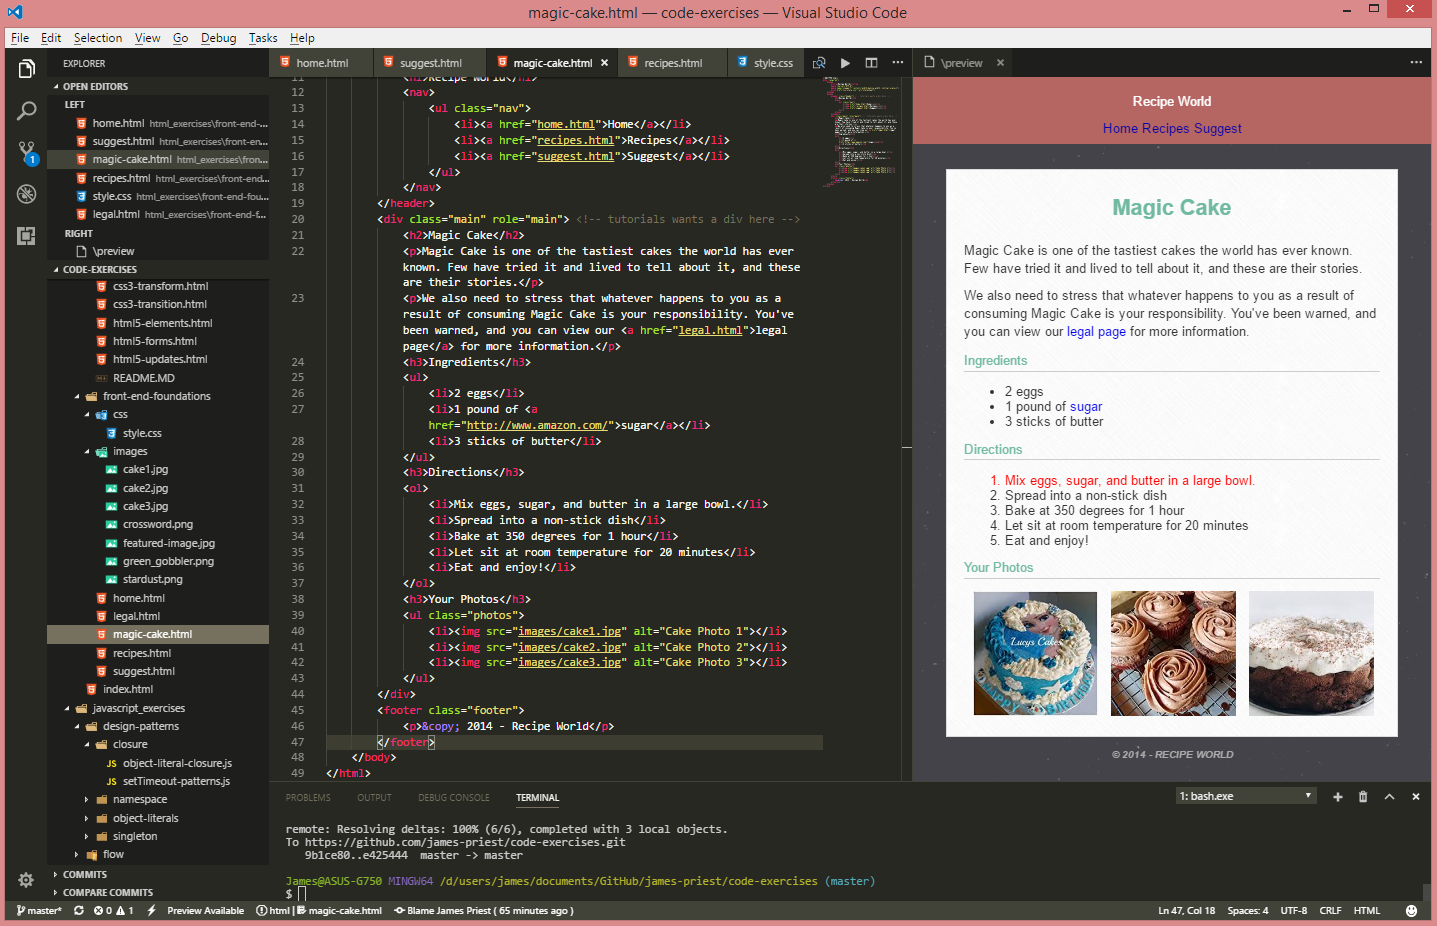 magic-cake.html — code-exercises — Visual Studio Code
File Edit Selection View Go Debug Tasks Help
EXPLORER
OPEN EDITORS
LEFT
home.html html_exercises\front-end-...
suggest.html html_exercises\front-en...
magic-cake.html html_exercises\fron...
recipes.html html_exercises\front-end...
style.css html_exercises\front-end-fou...
legal.html html_exercises\front-end-f...
RIGHT
\preview
CODE-EXERCISES
css3-transform.html
css3-transition.html
html5-elements.html
html5-forms.html
html5-updates.html
README.MD
front-end-foundations
css
style.css
images
cake1.jpg
cake2.jpg
cake3.jpg
crossword.png
featured-image.jpg
green_gobbler.png
stardust.png
home.html
legal.html
magic-cake.html
recipes.html
suggest.html
index.html
javascript_exercises
design-patterns
closure
JS object-literal-closure.js
JS setTimeout-patterns.js
namespace
object-literals
singleton
flow
COMMITS
COMPARE COMMITS
1
home.html suggest.html magic-cake.html recipes.html style.css
11 <h1>Recipe World</h1>
12 <nav>
13 <ul class="nav">
14 <li><a href="home.html">Home</a></li>
15 <li><a href="recipes.html">Recipes</a></li>
16 <li><a href="suggest.html">Suggest</a></li>
17 </ul>
18 </nav>
19 </header>
20 <div class="main" role="main"> <!-- tutorials wants a div here -->
21 <h2>Magic Cake</h2>
22 <p>Magic Cake is one of the tastiest cakes the world has ever
known. Few have tried it and lived to tell about it, and these
are their stories.</p>
23 <p>We also need to stress that whatever happens to you as a
result of consuming Magic Cake is your responsibility. You've
been warned, and you can view our <a href="legal.html">legal
page</a> for more information.</p>
24 <h3>Ingredients</h3>
25 <ul>
26 <li>2 eggs</li>
27 <li>1 pound of <a
href="http://www.amazon.com/">sugar</a></li>
28 <li>3 sticks of butter</li>
29 </ul>
30 <h3>Directions</h3>
31 <ol>
32 <li>Mix eggs, sugar, and butter in a large bowl.</li>
33 <li>Spread into a non-stick dish</li>
34 <li>Bake at 350 degrees for 1 hour</li>
35 <li>Let sit at room temperature for 20 minutes</li>
36 <li>Eat and enjoy!</li>
37 </ol>
38 <h3>Your Photos</h3>
39 <ul class="photos">
40 <li><img src="images/cake1.jpg" alt="Cake Photo 1"></li>
41 <li><img src="images/cake2.jpg" alt="Cake Photo 2"></li>
42 <li><img src="images/cake3.jpg" alt="Cake Photo 3"></li>
43 </ul>
44 </div>
45 <footer class="footer">
46 <p>&copy; 2014 - Recipe World</p>
47 </footer>
48 </body>
49 </html>
\preview
Recipe World
Home Recipes Suggest
Magic Cake
Magic Cake is one of the tastiest cakes the world has ever known.
Few have tried it and lived to tell about it, and these are their stories.
We also need to stress that whatever happens to you as a result of
consuming Magic Cake is your responsibility. You've been warned, and
you can view our legal page for more information.
Ingredients
• 2 eggs
• 1 pound of sugar
• 3 sticks of butter
Directions
1. Mix eggs, sugar, and butter in a large bowl.
2. Spread into a non-stick dish
3. Bake at 350 degrees for 1 hour
4. Let sit at room temperature for 20 minutes
5. Eat and enjoy!
Your Photos
Lucys Cakes
© 2014 - RECIPE WORLD
PROBLEMS OUTPUT DEBUG CONSOLE TERMINAL
1: bash.exe
remote: Resolving deltas: 100% (6/6), completed with 3 local objects.
To https://github.com/james-priest/code-exercises.git
9b1ce80..e425444 master -> master
James@ASUS-G750 MINGW64 /d/users/james/documents/GitHub/james-priest/code-exercises (master)
$
master* 0 1 Preview Available html | magic-cake.html Blame James Priest ( 65 minutes ago ) Ln 47, Col 18 Spaces: 4 UTF-8 CRLF HTML